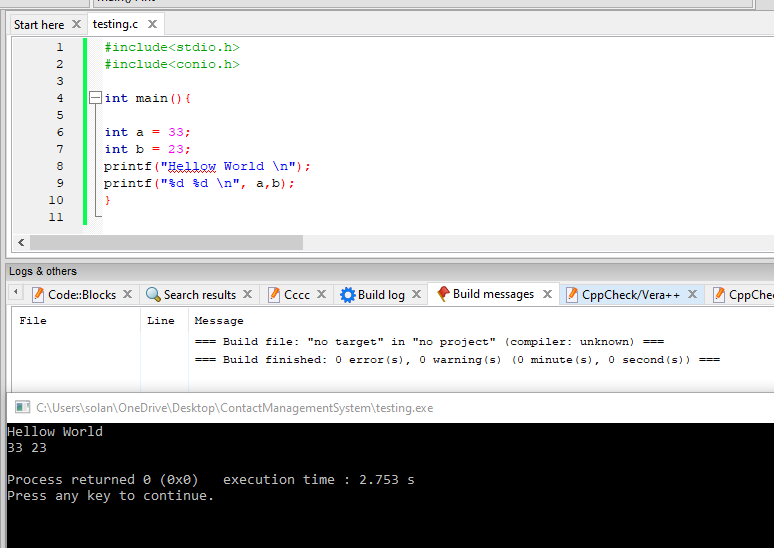 Start here
testing.c
1 #include<stdio.h>
2 #include<conio.h>
3
4 int main(){
5
6 int a = 33;
7 int b = 23;
8 printf("Hellow World \n");
9 printf("%d %d \n", a,b);
10 }
11
Logs & others
Code::Blocks Search results Cccc Build log Build messages CppCheck/Vera++ CppChec
File Line Message
=== Build file: "no target" in "no project" (compiler: unknown) ===
=== Build finished: 0 error(s), 0 warning(s) (0 minute(s), 0 second(s)) ===
C:\Users\solan\OneDrive\Desktop\ContactManagementSystem\testing.exe
Hellow World
33 23
Process returned 0 (0x0)   execution time : 2.753 s
Press any key to continue.